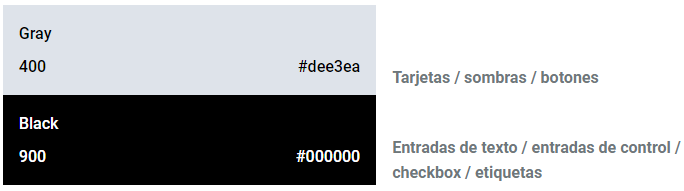 Gray
400 #dee3ea
Tarjetas / sombras / botones
Black
900 #000000
Entradas de texto / entradas de control /
checkbox / etiquetas